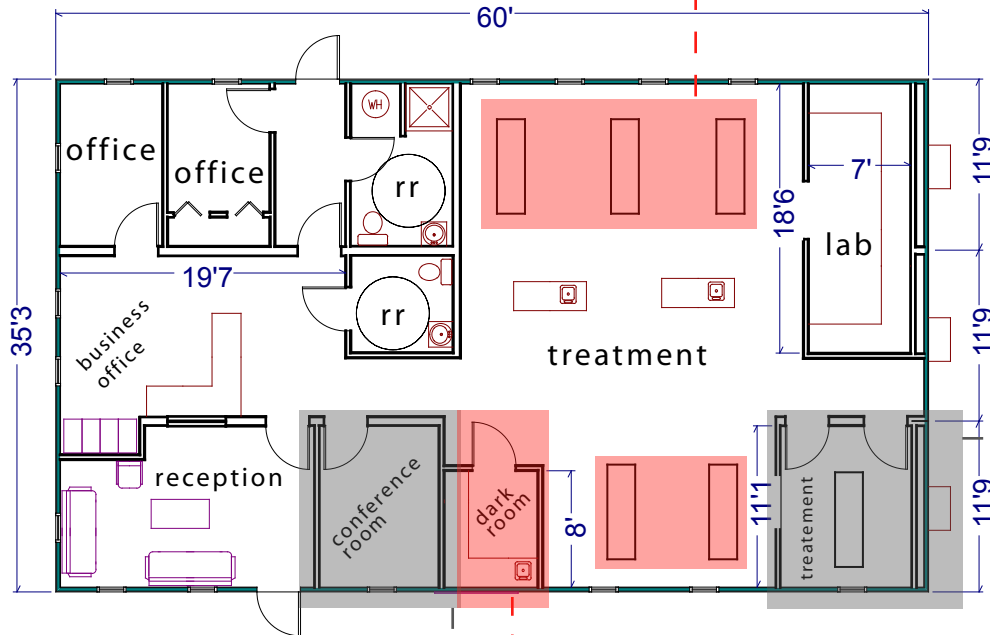 60'
WH
office
office
rr
7'
11'9
18'6
lab
19'7
rr
35'3
business
office
treatment
11'9
reception
conference
room
dark
room
8'
11'1
treatement
11'9